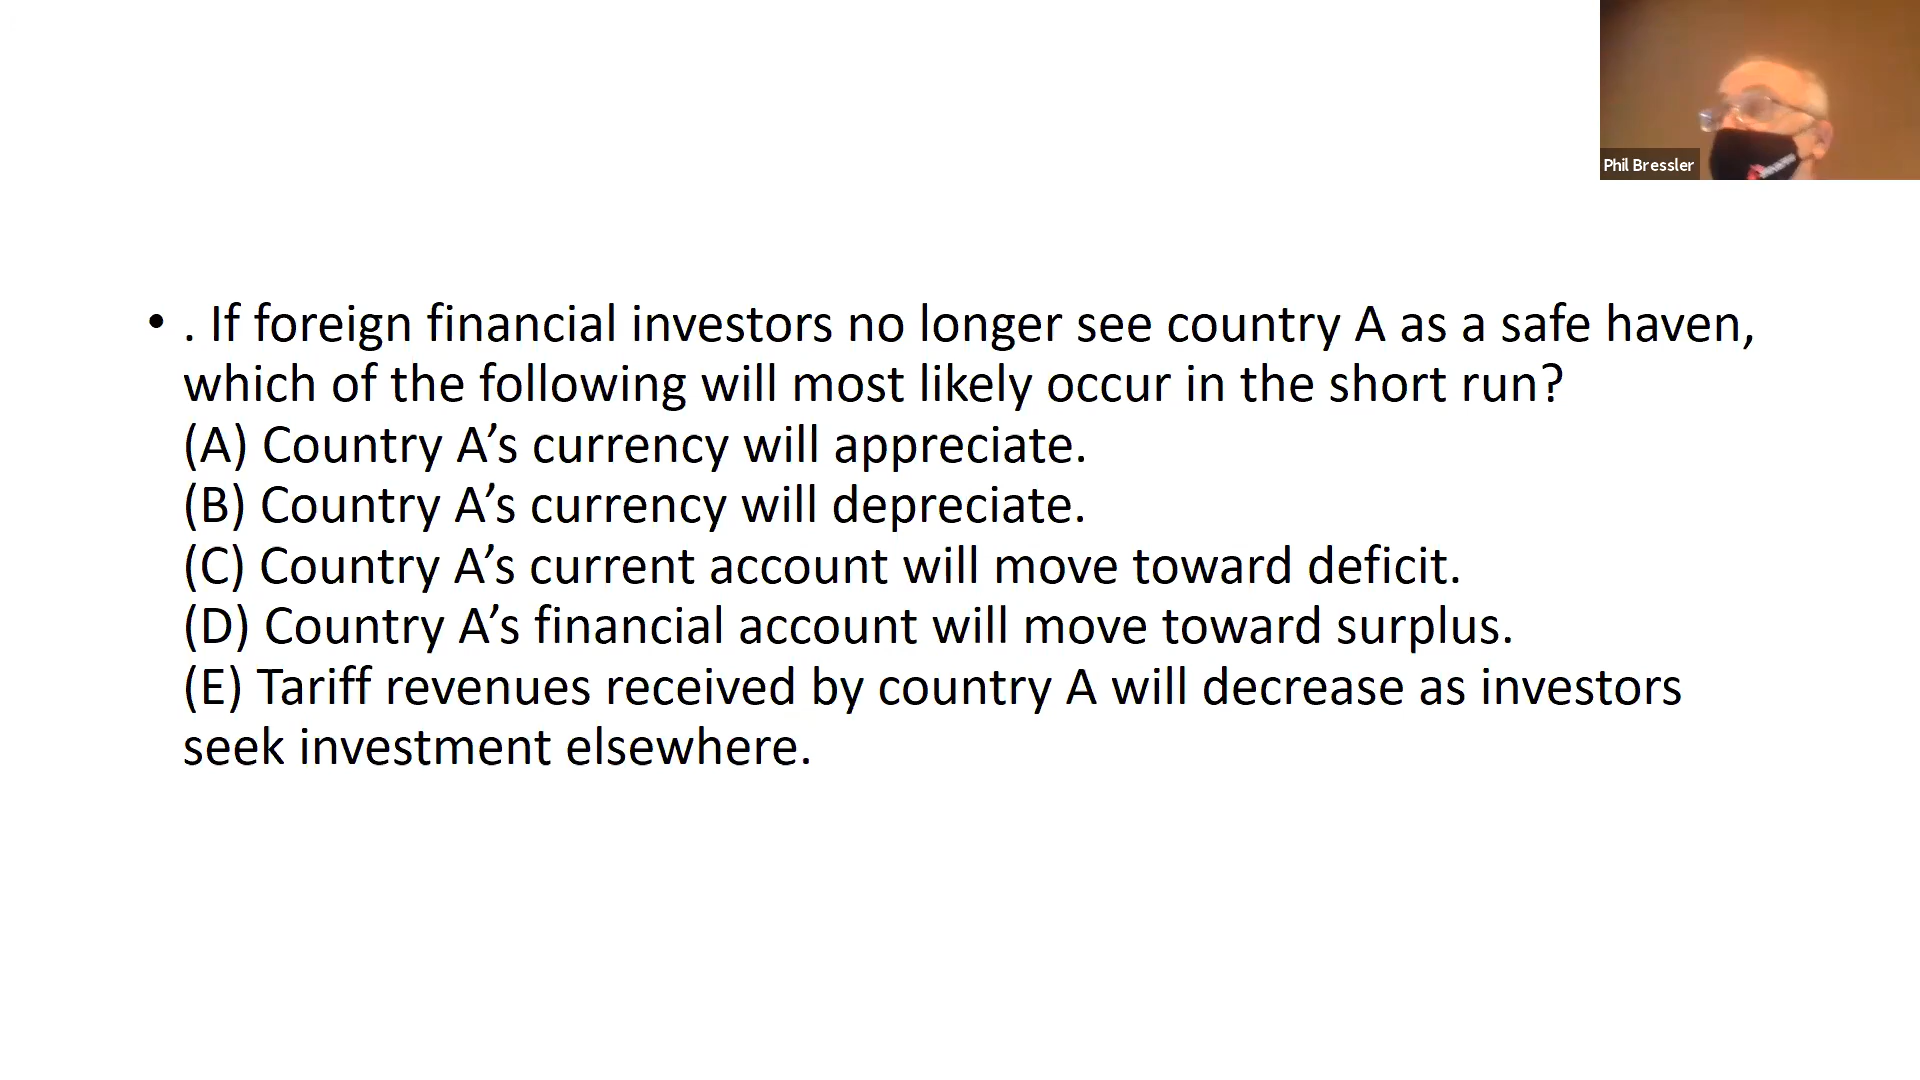 Phil Bressler
• . If foreign financial investors no longer see country A as a safe haven,
which of the following will most likely occur in the short run?
(A) Country A’s currency will appreciate.
(B) Country A’s currency will depreciate.
(C) Country A’s current account will move toward deficit.
(D) Country A’s financial account will move toward surplus.
(E) Tariff revenues received by country A will decrease as investors
seek investment elsewhere.